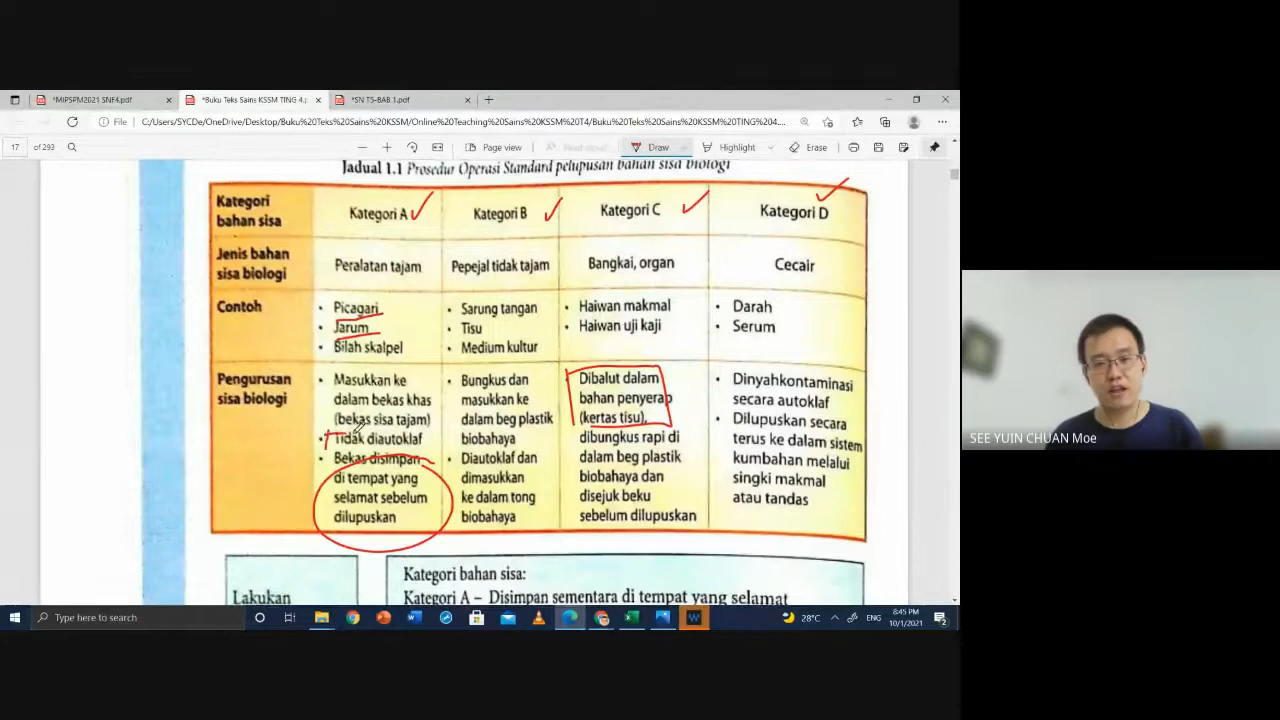 *MIPSPM2021 SNF4.pdf
*Buku Teks Sains KSSM TING 4.p
*SN T5-BAB 1.pdf
File
C:/Users/SYCDe/OneDrive/Desktop/Buku%20Teks%20Sains%20KSSM/Online%20Teaching%20Sains%20KSSM%20T4/Buku%20Teks%20Sains%20KSSM%20TING%204....
17 of 293
Page view
Read aloud
Draw
Highlight
Erase
Jadual 1.1 Prosedur Operasi Standard pelupusan bahan sisa biologi
Kategori bahan sisa
Kategori A
Kategori B
Kategori C
Kategori D
Jenis bahan
sisa biologi
Peralatan tajam
Pepejal tidak tajam
Bangkai, organ
Cecair
Contoh
• Picagari
• Jarum
• Bilah skalpel
• Sarung tangan
• Tisu
• Medium kultur
• Haiwan makmal
• Haiwan uji kaji
• Darah
• Serum
Pengurusan
sisa biologi
• Masukkan ke
dalam bekas khas
(bekas sisa tajam)
• Tidak diautoklaf
• Bekas disimpan
di tempat yang
selamat sebelum
dilupuskan
• Bungkus dan
masukkan ke
dalam beg plastik
biobahaya
• Diautoklaf dan
dimasukkan
ke dalam tong
biobahaya
Dibalut dalam
bahan penyerap
(kertas tisu),
dibungkus rapi di
dalam beg plastik
biobahaya dan
disejuk beku
sebelum dilupuskan
• Dinyahkontaminasi
secara autoklaf
• Dilupuskan secara
terus ke dalam sistem
kumbahan melalui
singki makmal
atau tandas
Lakukan
Kategori bahan sisa:
Kategori A – Disimpan sementara di tempat yang selamat
SEE YUIN CHUAN Moe
Type here to search
28°C
ENG
8:45 PM
10/1/2021
2